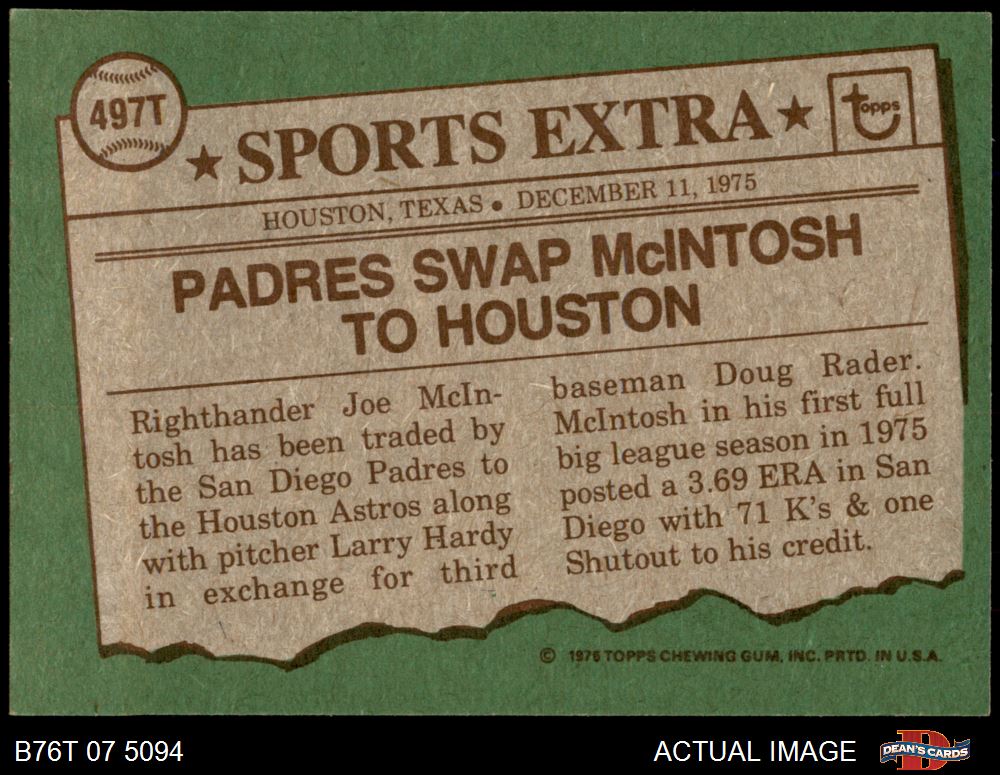 497T
★ SPORTS EXTRA ★
Topps
HOUSTON, TEXAS • DECEMBER 11, 1975
PADRES SWAP McINTOSH
TO HOUSTON
Righthander Joe McIn-
tosh has been traded by
the San Diego Padres to
the Houston Astros along
with pitcher Larry Hardy
in exchange for third
baseman Doug Rader.
McIntosh in his first full
big league season in 1975
posted a 3.69 ERA in San
Diego with 71 K's & one
Shutout to his credit.
© 1976 TOPPS CHEWING GUM, INC. PRTD. IN U.S.A.
B76T 07 5094
ACTUAL IMAGE
DEAN'S CARDS